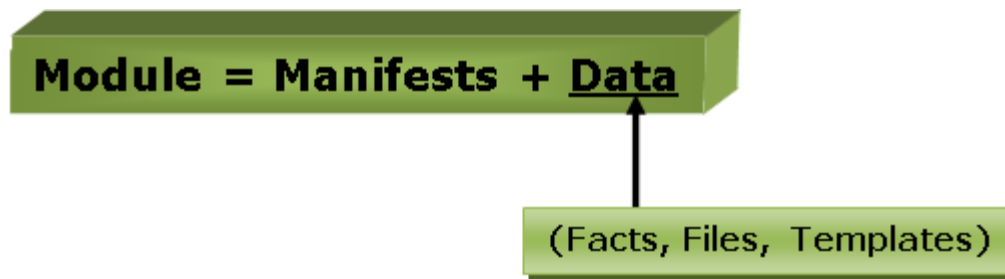 Module = Manifests + Data
(Facts, Files, Templates)